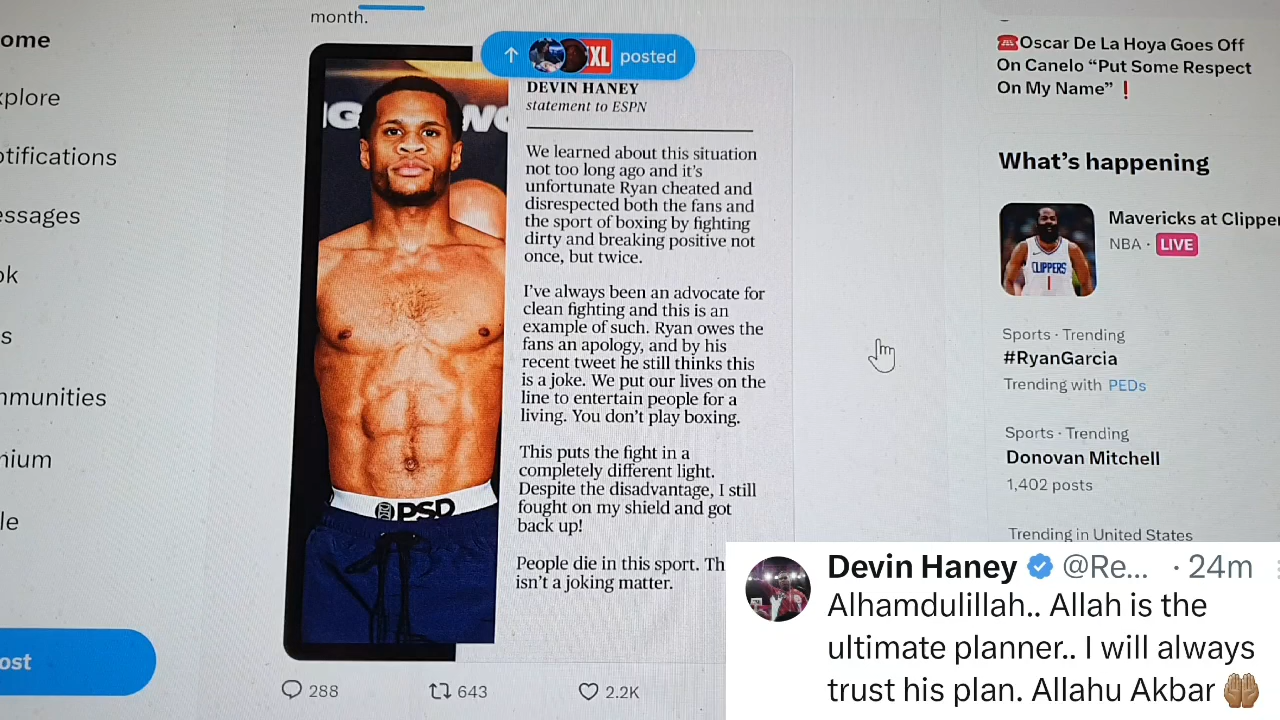 month.
ome
xplore
otifications
essages
ok
s
mmunities
nium
le
ost
↑ XL posted
DEVIN HANEY
statement to ESPN
We learned about this situation
not too long ago and it's
unfortunate Ryan cheated and
disrespected both the fans and
the sport of boxing by fighting
dirty and breaking positive not
once, but twice.
I've always been an advocate for
clean fighting and this is an
example of such. Ryan owes the
fans an apology, and by his
recent tweet he still thinks this
is a joke. We put our lives on the
line to entertain people for a
living. You don't play boxing.
This puts the fight in a
completely different light.
Despite the disadvantage, I still
fought on my shield and got
back up!
People die in this sport. Th
isn't a joking matter.
PSD
288 643 2.2K
☎️Oscar De La Hoya Goes Off
On Canelo “Put Some Respect
On My Name” ❗
What's happening
Mavericks at Clipper
NBA · LIVE
CLIPPERS
1
Sports · Trending
#RyanGarcia
Trending with PEDs
Sports · Trending
Donovan Mitchell
1,402 posts
Trending in United States
Devin Haney @Re... · 24m
Alhamdulillah.. Allah is the
ultimate planner.. I will always
trust his plan. Allahu Akbar 🤲🏾